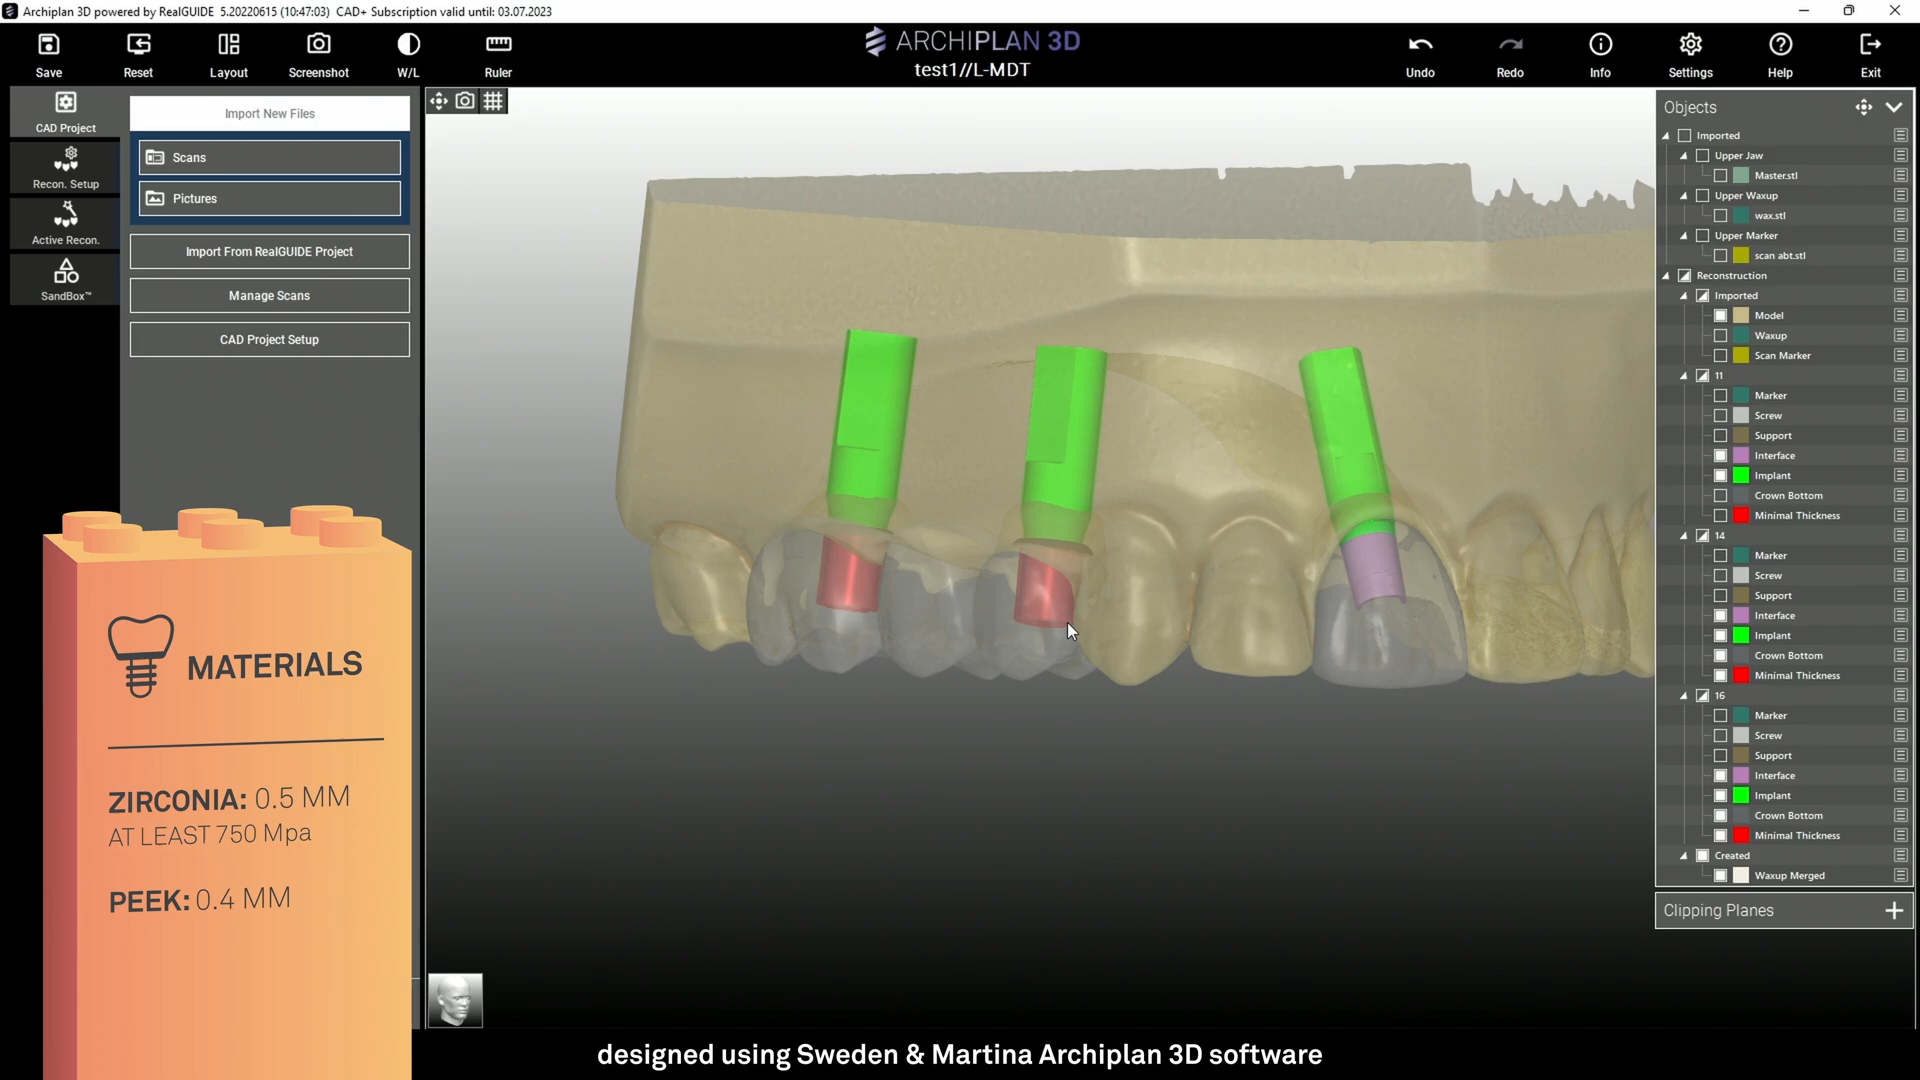 Archiplan 3D powered by RealGUIDE 5.20220615 (10:47:03) CAD+ Subscription valid until: 03.07.2023
Save
Reset
Layout
Screenshot
W/L
Ruler
ARCHIPLAN 3D
test1//L-MDT
Undo
Redo
Info
Settings
Help
Exit
CAD Project
Recon. Setup
Active Recon.
SandBox™
Import New Files
Scans
Pictures
Import From RealGUIDE Project
Manage Scans
CAD Project Setup
MATERIALS
ZIRCONIA: 0.5 MM
AT LEAST 750 Mpa
PEEK: 0.4 MM
Objects
Imported
Upper Jaw
Master.stl
Upper Waxup
wax.stl
Upper Marker
scan abt.stl
Reconstruction
Imported
Model
Waxup
Scan Marker
11
Marker
Screw
Support
Interface
Implant
Crown Bottom
Minimal Thickness
14
Marker
Screw
Support
Interface
Implant
Crown Bottom
Minimal Thickness
16
Marker
Screw
Support
Interface
Implant
Crown Bottom
Minimal Thickness
Created
Waxup Merged
Clipping Planes
designed using Sweden & Martina Archiplan 3D software